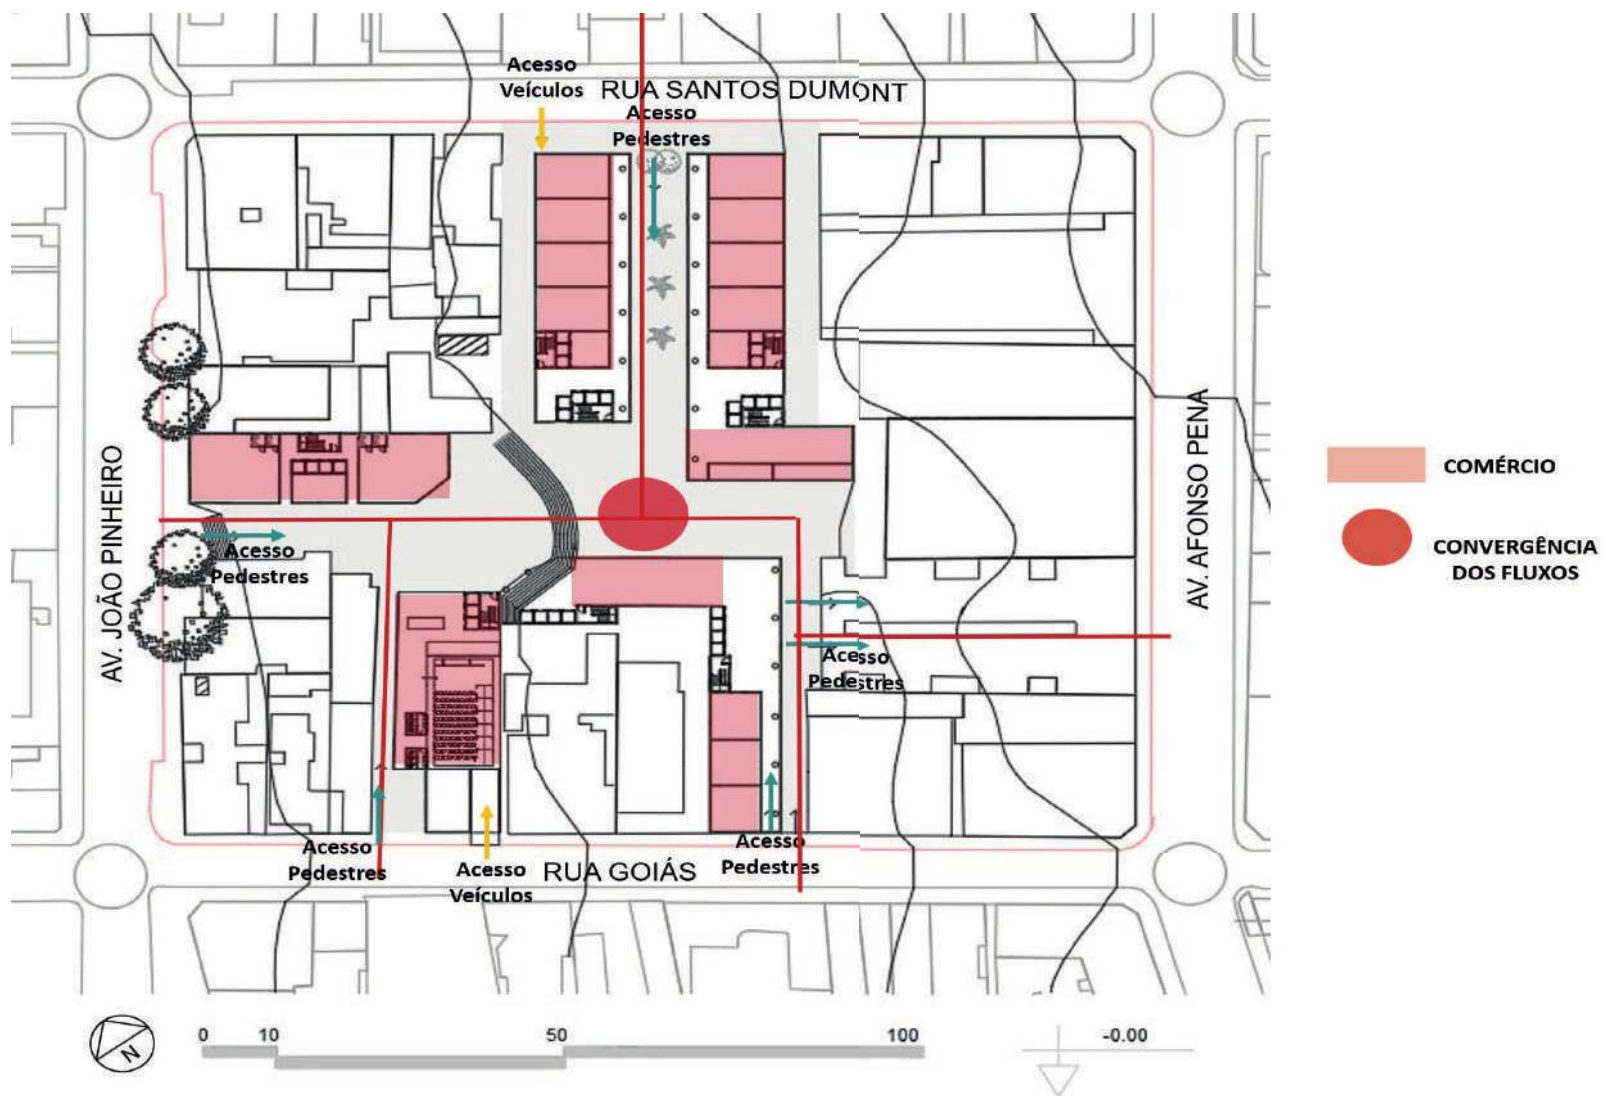 Acesso
Veículos
RUA SANTOS DUMONT
Acesso
Pedestres
AV. JOÃO PINHEIRO
Acesso
Pedestres
AV. AFONSO PENA
COMÉRCIO
CONVERGÊNCIA
DOS FLUXOS
Acesso
Pedestres
Acesso
Pedestres
Acesso
Veículos
RUA GOIÁS
Acesso
Pedestres
N
0 10 50 100
-0.00